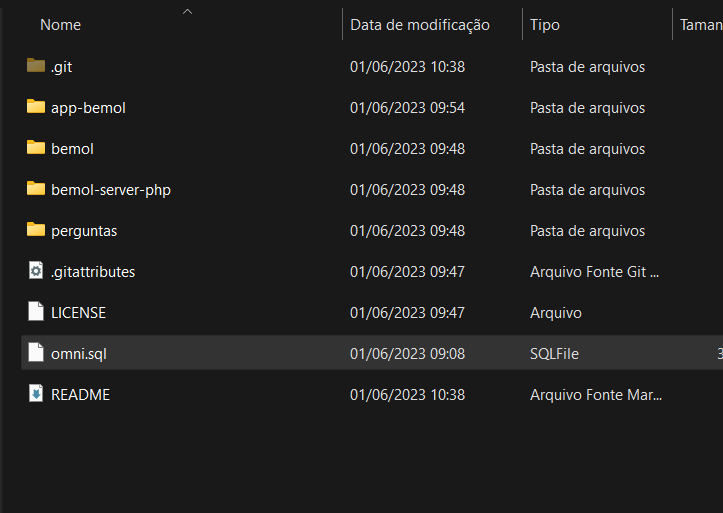 Nome Data de modificação Tipo Taman
.git 01/06/2023 10:38 Pasta de arquivos
app-bemol 01/06/2023 09:54 Pasta de arquivos
bemol 01/06/2023 09:48 Pasta de arquivos
bemol-server-php 01/06/2023 09:48 Pasta de arquivos
perguntas 01/06/2023 09:48 Pasta de arquivos
.gitattributes 01/06/2023 09:47 Arquivo Fonte Git ...
LICENSE 01/06/2023 09:47 Arquivo
omni.sql 01/06/2023 09:08 SQLFile 3
README 01/06/2023 10:38 Arquivo Fonte Mar...